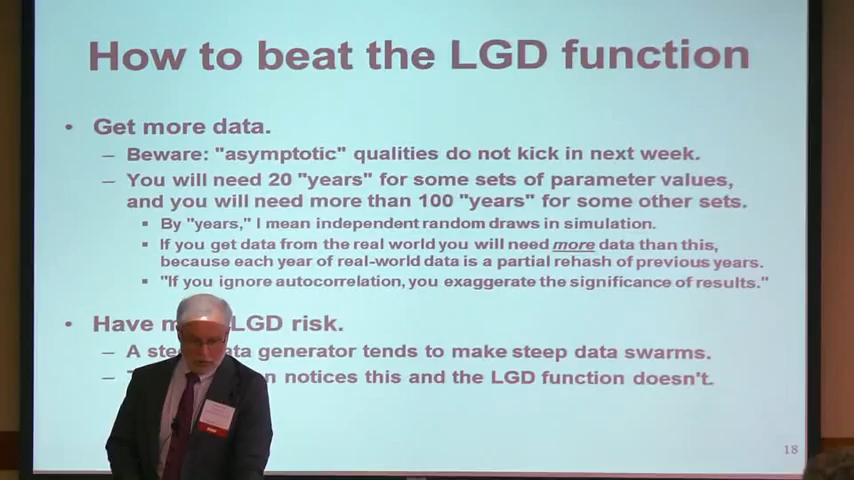 How to beat the LGD function
• Get more data.
– Beware: "asymptotic" qualities do not kick in next week.
– You will need 20 "years" for some sets of parameter values,
and you will need more than 100 "years" for some other sets.
▪ By "years," I mean independent random draws in simulation.
▪ If you get data from the real world you will need more data than this,
because each year of real-world data is a partial rehash of previous years.
▪ "If you ignore autocorrelation, you exaggerate the significance of results."
• Have LGD risk.
– A data generator tends to make steep data swarms.
– notices this and the LGD function doesn't.
18